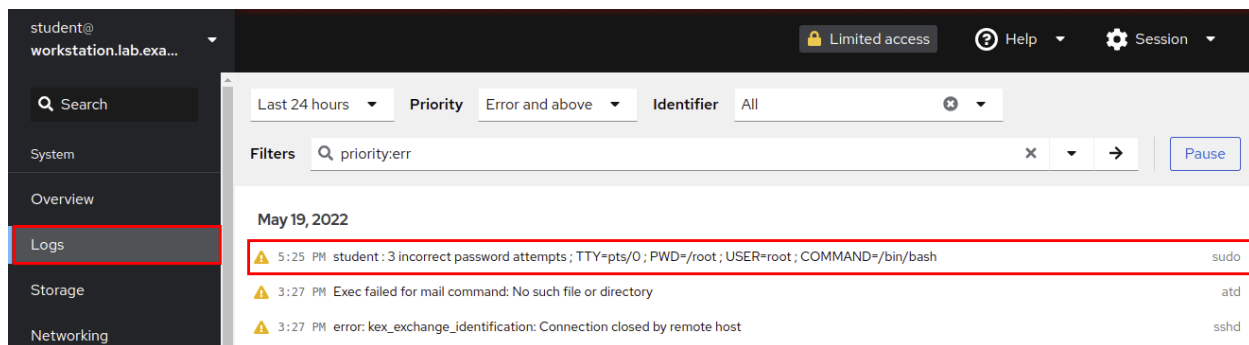 student@
workstation.lab.exa...
Limited access
Help
Session
Search
Last 24 hours Priority Error and above Identifier All
System
Filters priority:err Pause
Overview
May 19, 2022
Logs
5:25 PM student : 3 incorrect password attempts ; TTY=pts/0 ; PWD=/root ; USER=root ; COMMAND=/bin/bash sudo
Storage
3:27 PM Exec failed for mail command: No such file or directory atd
Networking
3:27 PM error: kex_exchange_identification: Connection closed by remote host sshd